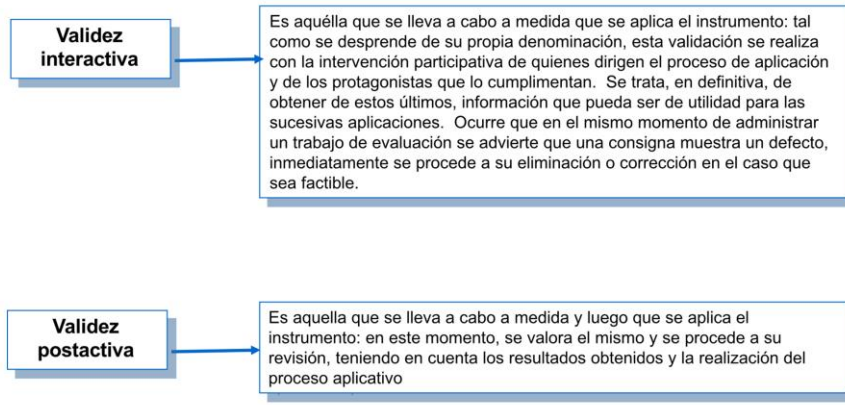 Validez
interactiva
Es aquélla que se lleva a cabo a medida que se aplica el instrumento: tal
como se desprende de su propia denominación, esta validación se realiza
con la intervención participativa de quienes dirigen el proceso de aplicación
y de los protagonistas que lo cumplimentan. Se trata, en definitiva, de
obtener de estos últimos, información que pueda ser de utilidad para las
sucesivas aplicaciones. Ocurre que en el mismo momento de administrar
un trabajo de evaluación se advierte que una consigna muestra un defecto,
inmediatamente se procede a su eliminación o corrección en el caso que
sea factible.
Validez
postactiva
Es aquella que se lleva a cabo a medida y luego que se aplica el
instrumento: en este momento, se valora el mismo y se procede a su
revisión, teniendo en cuenta los resultados obtenidos y la realización del
proceso aplicativo